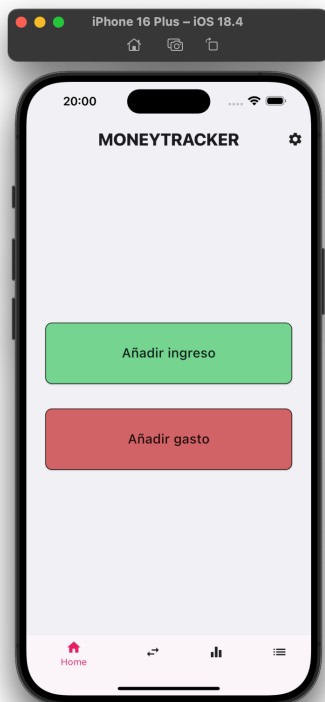 iPhone 16 Plus – iOS 18.4
20:00
MONEYTRACKER
Añadir ingreso
Añadir gasto
Home